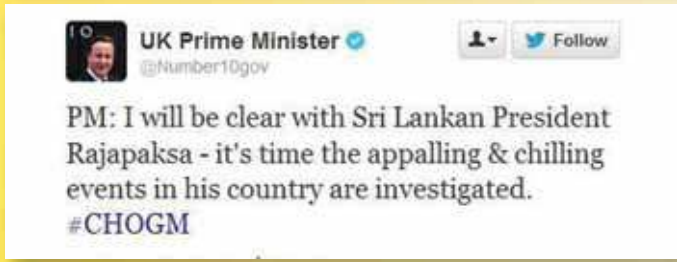 10
UK Prime Minister
Follow
@Number10gov
PM: I will be clear with Sri Lankan President
Rajapaksa - it's time the appalling & chilling
events in his country are investigated.
#CHOGM